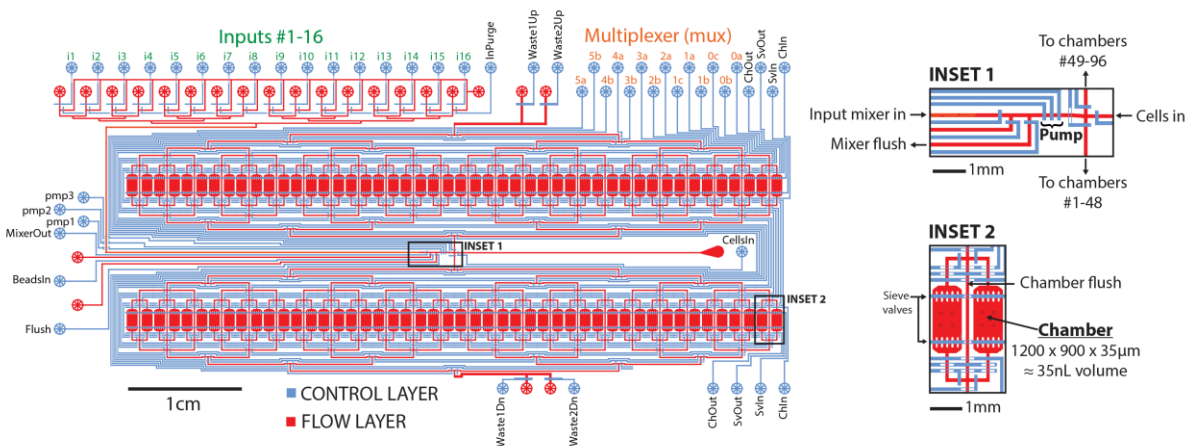 Inputs #1-16
Multiplexer (mux)
i1
i2
i3
i4
i5
i6
i7
i8
i9
i10
i11
i12
i13
i14
i15
i16
InPurge
Waste1Up
Waste2Up
5b
4a
3a
2a
1a
0c
0a
5a
4b
3b
2b
1c
1b
0b
ChOut
SvOut
SvIn
ChIn
pmp3
pmp2
pmp1
MixerOut
BeadsIn
Flush
INSET 1
CellsIn
INSET 2
1cm
CONTROL LAYER
FLOW LAYER
Waste1Dn
Waste2Dn
ChOut
SvOut
SvIn
ChIn
To chambers
#49-96
INSET 1
Input mixer in
Cells in
Pump
Mixer flush
1mm
To chambers
#1-48
INSET 2
Chamber flush
Sieve
valves
Chamber
1200 x 900 x 35µm
≈ 35nL volume
1mm